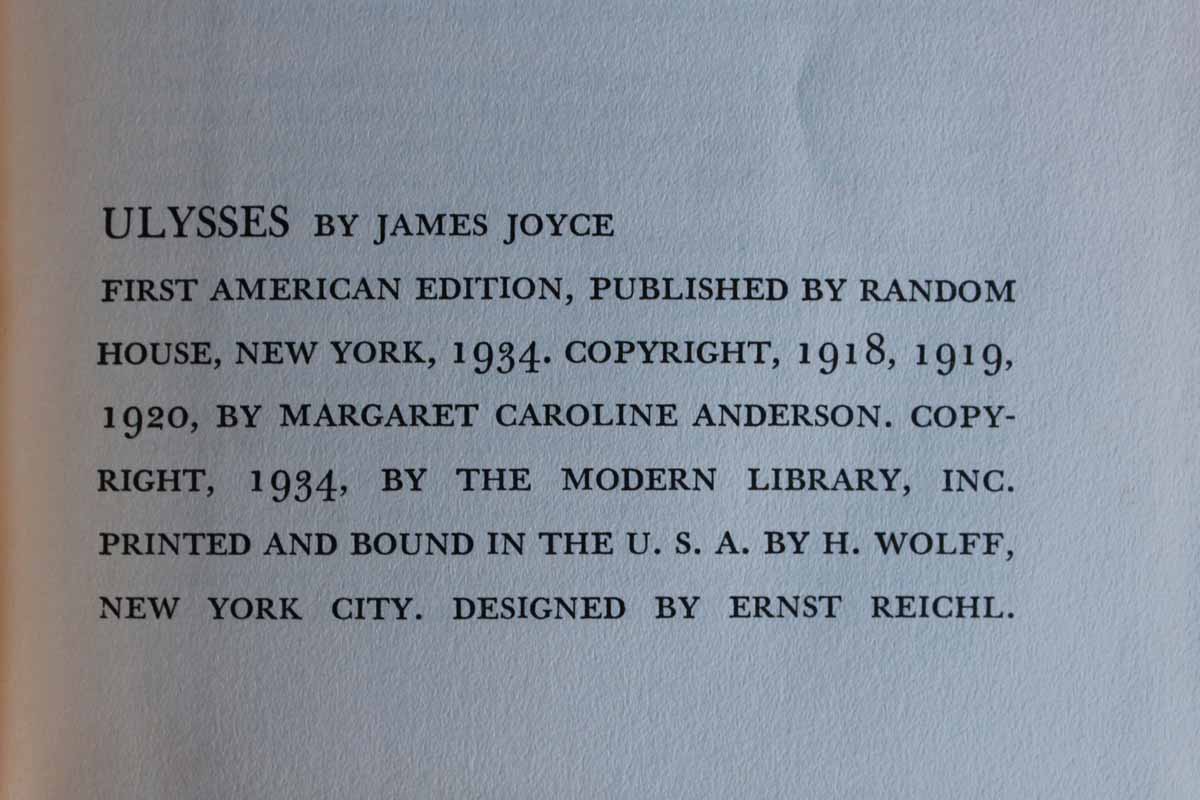 ULYSSES BY JAMES JOYCE
FIRST AMERICAN EDITION, PUBLISHED BY RANDOM
HOUSE, NEW YORK, 1934. COPYRIGHT, 1918, 1919,
1920, BY MARGARET CAROLINE ANDERSON. COPY-
RIGHT, 1934, BY THE MODERN LIBRARY, INC.
PRINTED AND BOUND IN THE U. S. A. BY H. WOLFF,
NEW YORK CITY. DESIGNED BY ERNST REICHL.